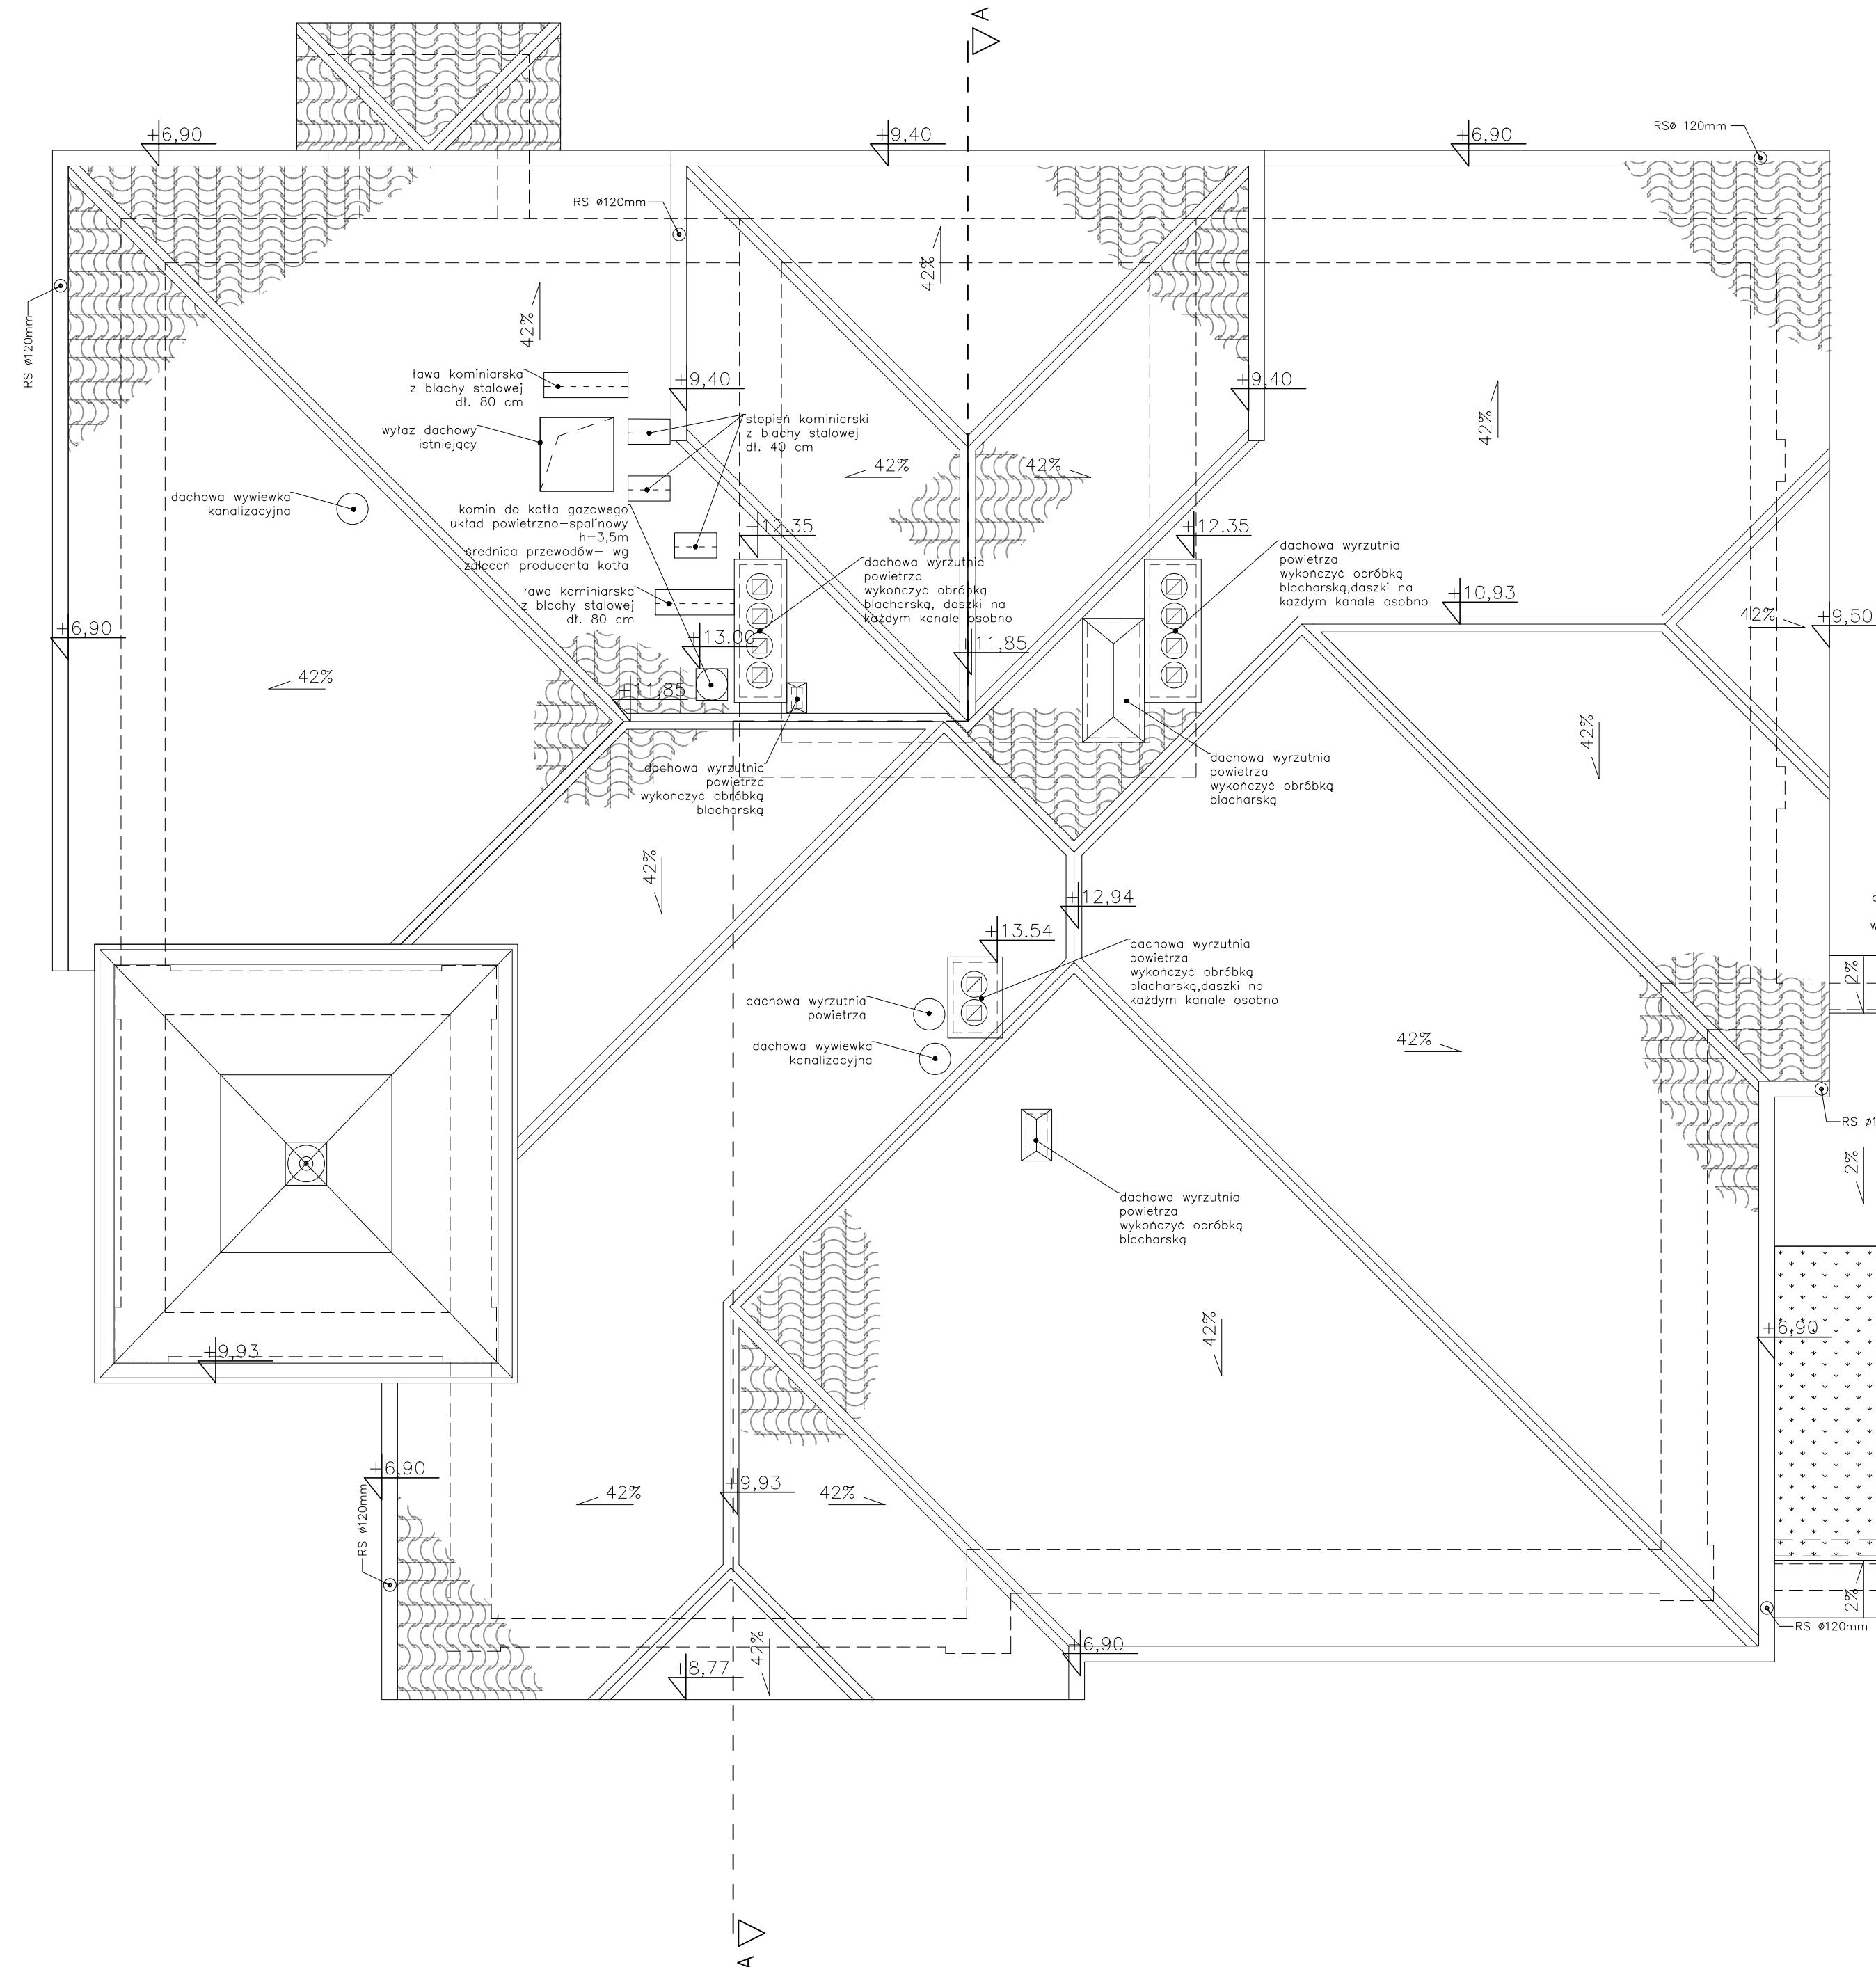 A
+6,90
+9,40
+6,90
RSø 120mm
RS ø120mm
RS ø120mm
42%
42%
ława kominiarska
z blachy stalowej
dł. 80 cm
+9,40
+9,40
42%
wyłaz dachowy
istniejący
stopień kominiarski
z blachy stalowej
dł. 40 cm
42%
42%
dachowa wywiewka
kanalizacyjna
komin do kotła gazowego
układ powietrzno-spalinowy
h=3,5m
średnica przewodów- wg
zaleceń producenta kotła
+12.35
+12.35
dachowa wyrzutnia
powietrza
wykończyć obróbką
blacharską, daszki na
każdym kanale osobno
dachowa wyrzutnia
powietrza
wykończyć obróbką
blacharską,daszki na
każdym kanale osobno
ława kominiarska
z blachy stalowej
dł. 80 cm
+10,93
42%
+9,50
+6,90
+13.00
+11,85
42%
+11,85
42%
dachowa wyrzutnia
powietrza
wykończyć obróbką
blacharską
dachowa wyrzutnia
powietrza
wykończyć obróbką
blacharską
42%
+12,94
+13.54
dachowa wyrzutnia
powietrza
wykończyć obróbką
blacharską,daszki na
każdym kanale osobno
2%
dachowa wyrzutnia
powietrza
dachowa wywiewka
kanalizacyjna
42%
RS ø1
2%
dachowa wyrzutnia
powietrza
wykończyć obróbką
blacharską
42%
+6,90
+9,93
+6,90
42%
+9,93
42%
RS ø120mm
2%
RS ø120mm
42%
+6,90
+8,77
A